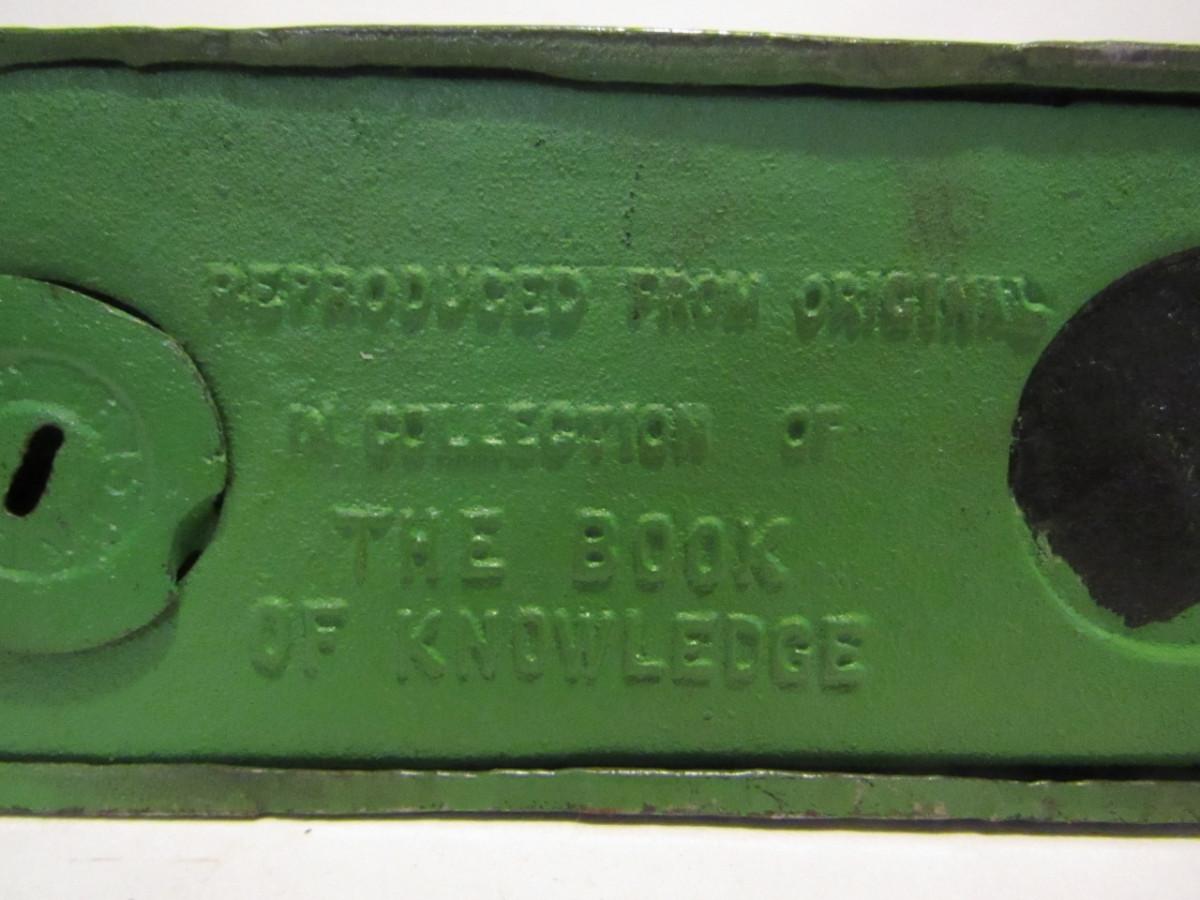 REPRODUCED FROM ORIGINAL
IN COLLECTION OF
THE BOOK
OF KNOWLEDGE